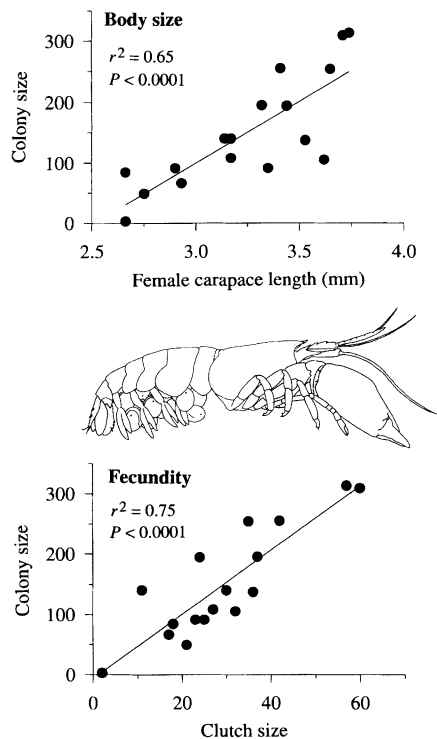 Body size
r² = 0.65
P < 0.0001
Colony size
300
200
100
0
2.5 3.0 3.5 4.0
Female carapace length (mm)
Fecundity
r² = 0.75
P < 0.0001
Colony size
300
200
100
0
0 20 40 60
Clutch size